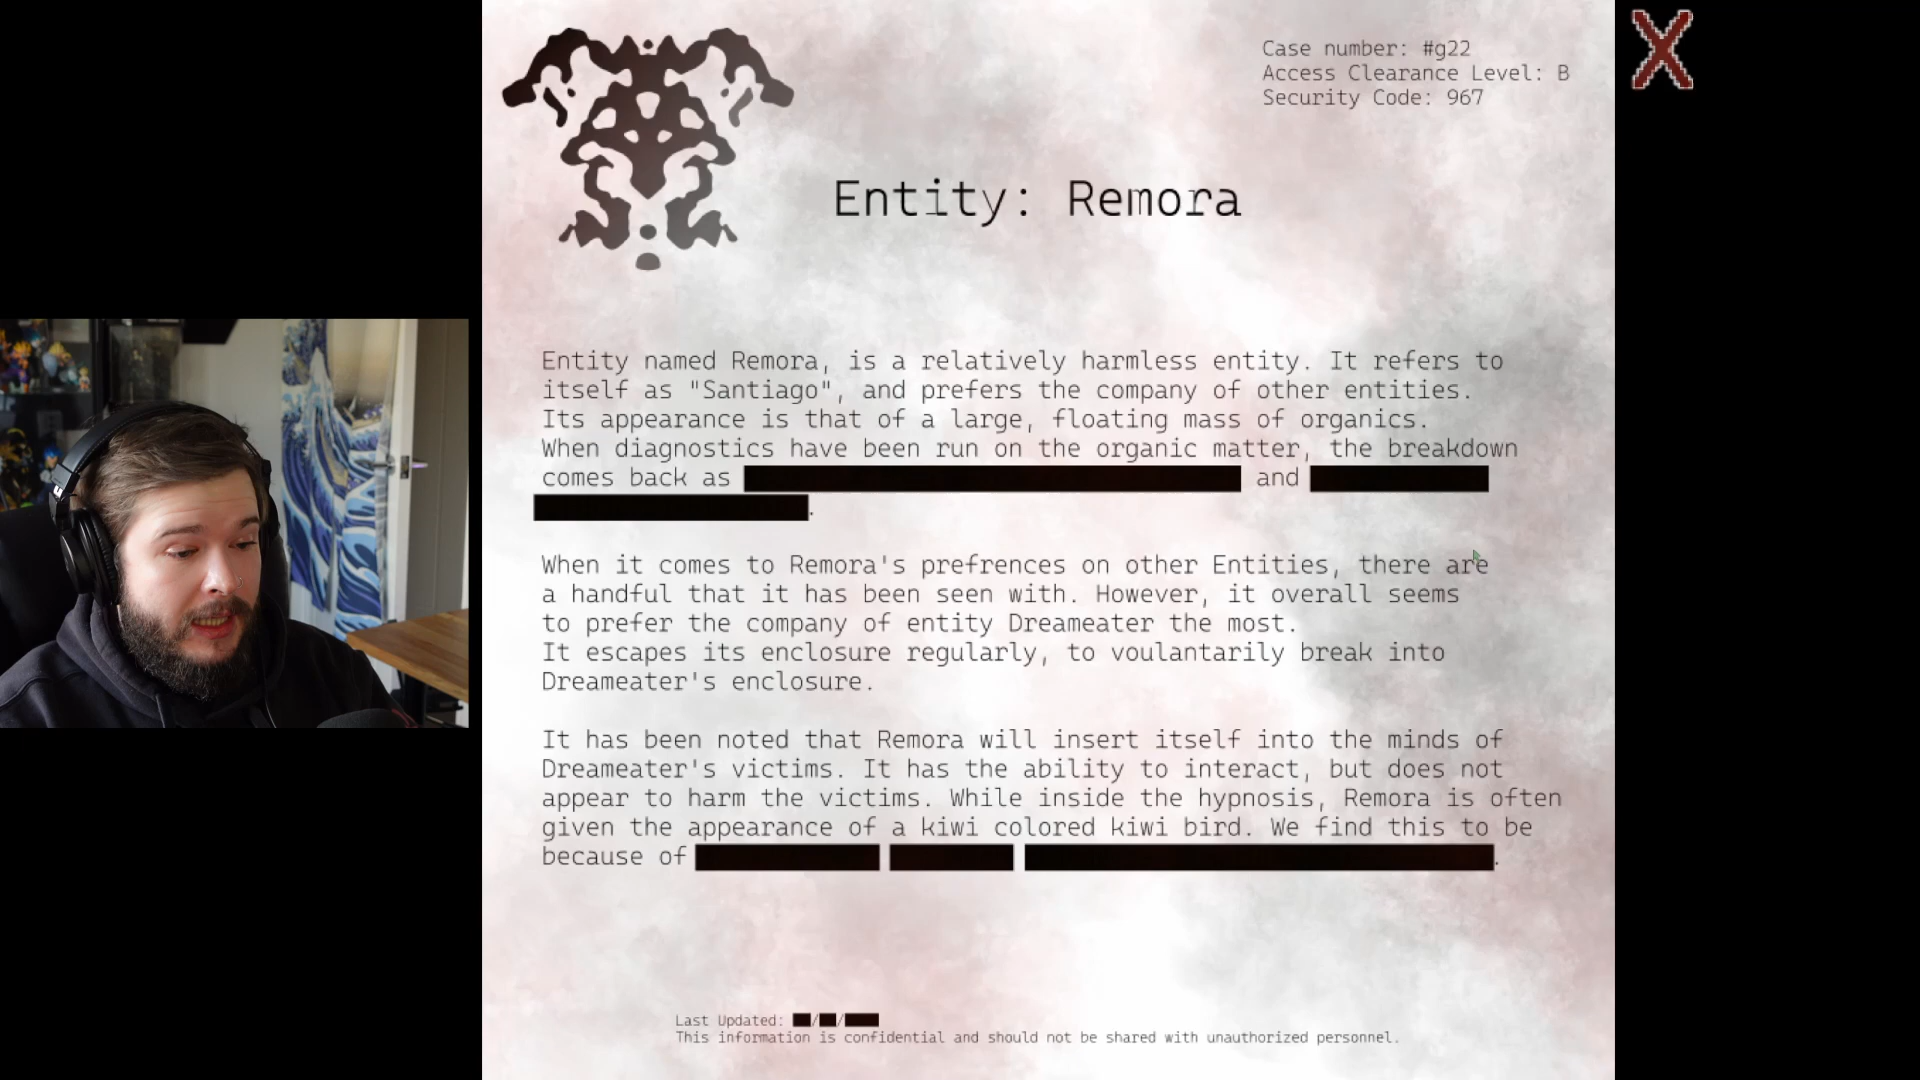 Case number: #g22
Access Clearance Level: B
Security Code: 967
Entity: Remora
Entity named Remora, is a relatively harmless entity. It refers to
itself as "Santiago", and prefers the company of other entities.
Its appearance is that of a large, floating mass of organics.
When diagnostics have been run on the organic matter, the breakdown
comes back as and
.
When it comes to Remora's prefrences on other Entities, there are
a handful that it has been seen with. However, it overall seems
to prefer the company of entity Dreameater the most.
It escapes its enclosure regularly, to voulantarily break into
Dreameater's enclosure.
It has been noted that Remora will insert itself into the minds of
Dreameater's victims. It has the ability to interact, but does not
appear to harm the victims. While inside the hypnosis, Remora is often
given the appearance of a kiwi colored kiwi bird. We find this to be
because of .
Last Updated: / /
This information is confidential and should not be shared with unauthorized personnel.